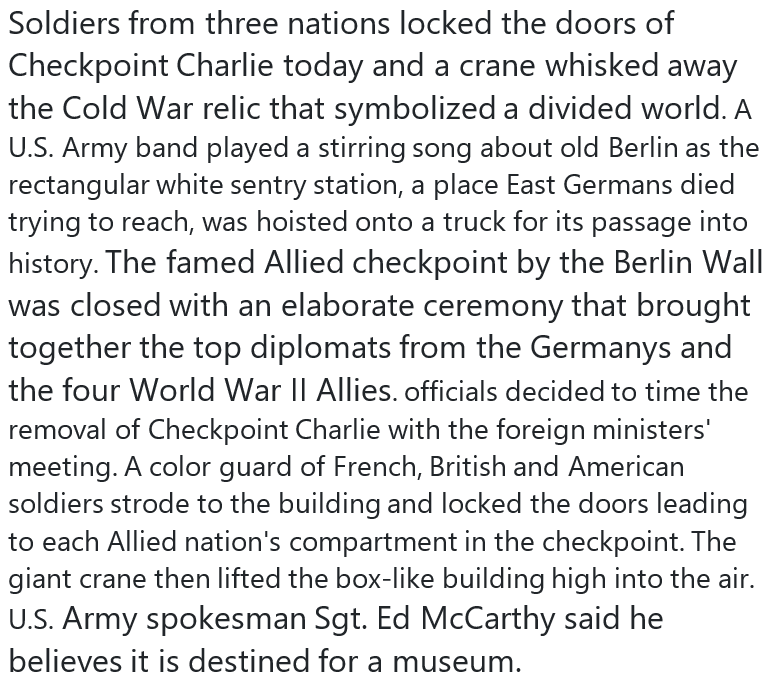 Soldiers from three nations locked the doors of
Checkpoint Charlie today and a crane whisked away
the Cold War relic that symbolized a divided world. A
U.S. Army band played a stirring song about old Berlin as the
rectangular white sentry station, a place East Germans died
trying to reach, was hoisted onto a truck for its passage into
history. The famed Allied checkpoint by the Berlin Wall
was closed with an elaborate ceremony that brought
together the top diplomats from the Germanys and
the four World War II Allies. officials decided to time the
removal of Checkpoint Charlie with the foreign ministers'
meeting. A color guard of French, British and American
soldiers strode to the building and locked the doors leading
to each Allied nation's compartment in the checkpoint. The
giant crane then lifted the box-like building high into the air.
U.S. Army spokesman Sgt. Ed McCarthy said he
believes it is destined for a museum.